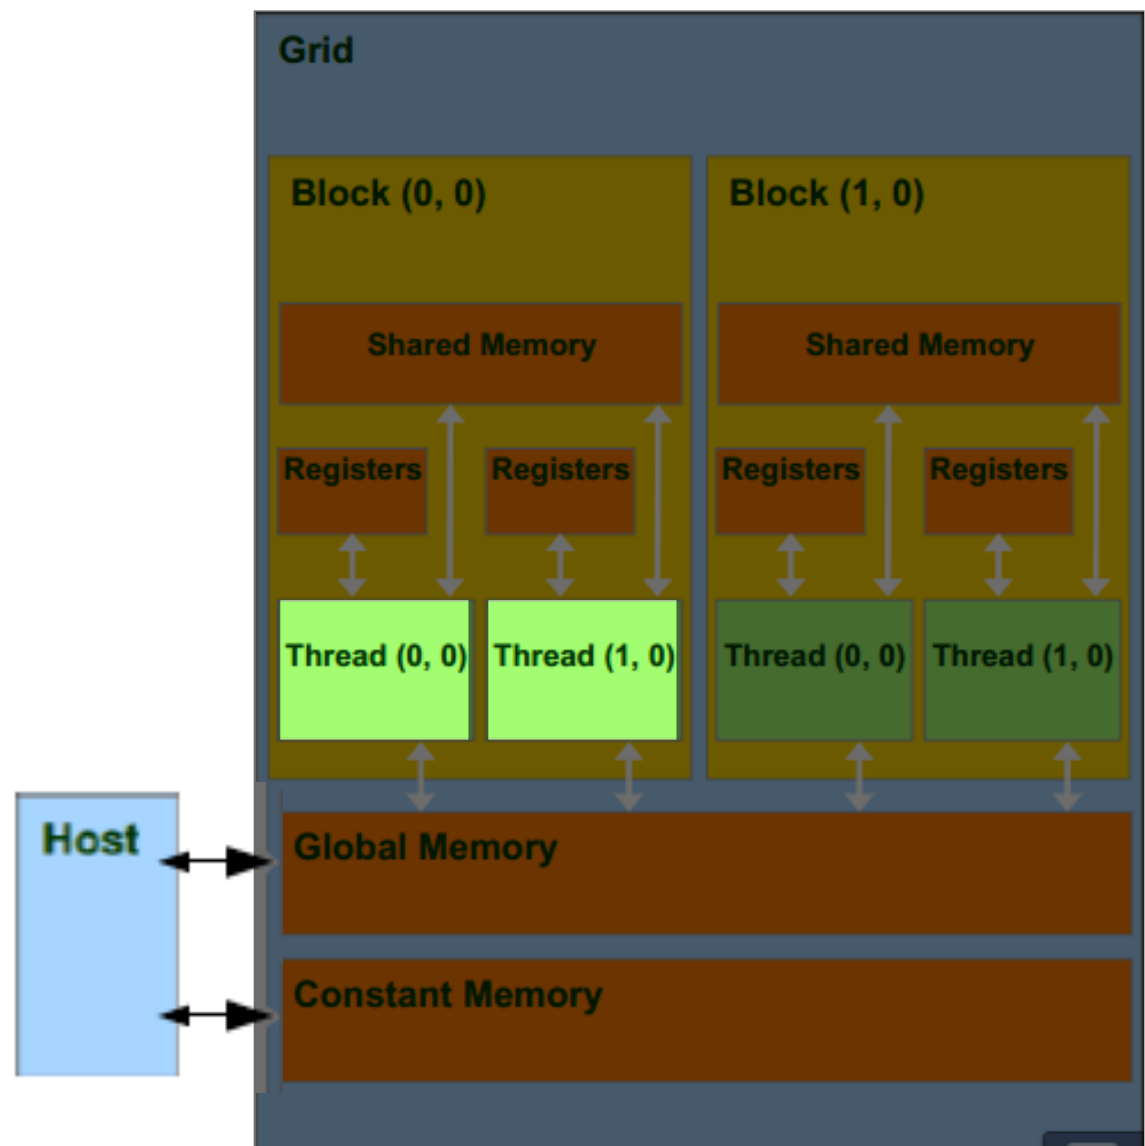 Grid
Block (0, 0)
Block (1, 0)
Shared Memory
Shared Memory
Registers
Registers
Registers
Registers
Thread (0, 0)
Thread (1, 0)
Thread (0, 0)
Thread (1, 0)
Host
Global Memory
Constant Memory